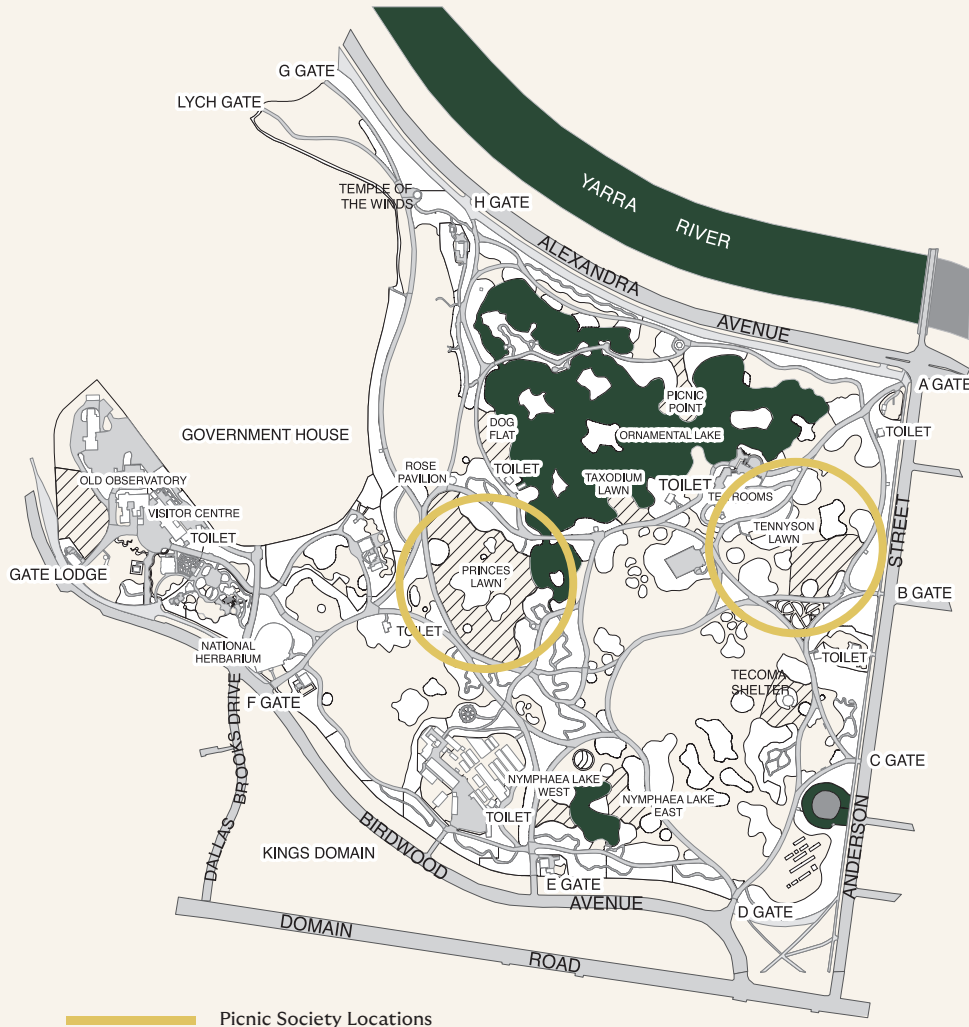 G GATE
LYCH GATE
TEMPLE OF
THE WINDS
H GATE
YARRA
RIVER
ALEXANDRA
AVENUE
A GATE
PICNIC
POINT
DOG
FLAT
ORNAMENTAL LAKE
TOILET
GOVERNMENT HOUSE
ROSE
PAVILION
TOILET
TAXODIUM
LAWN
TOILET
TEA ROOMS
OLD OBSERVATORY
VISITOR CENTRE
TOILET
TENNYSON
LAWN
STREET
GATE LODGE
PRINCES
LAWN
B GATE
TOILET
NATIONAL
HERBARIUM
TOILET
TECOMA
SHELTER
F GATE
C GATE
NYMPHAEA LAKE
WEST
NYMPHAEA LAKE
EAST
TOILET
DALLAS BROOKS DRIVE
KINGS DOMAIN
BIRDWOOD
AVENUE
E GATE
D GATE
ANDERSON
DOMAIN
ROAD
Picnic Society Locations